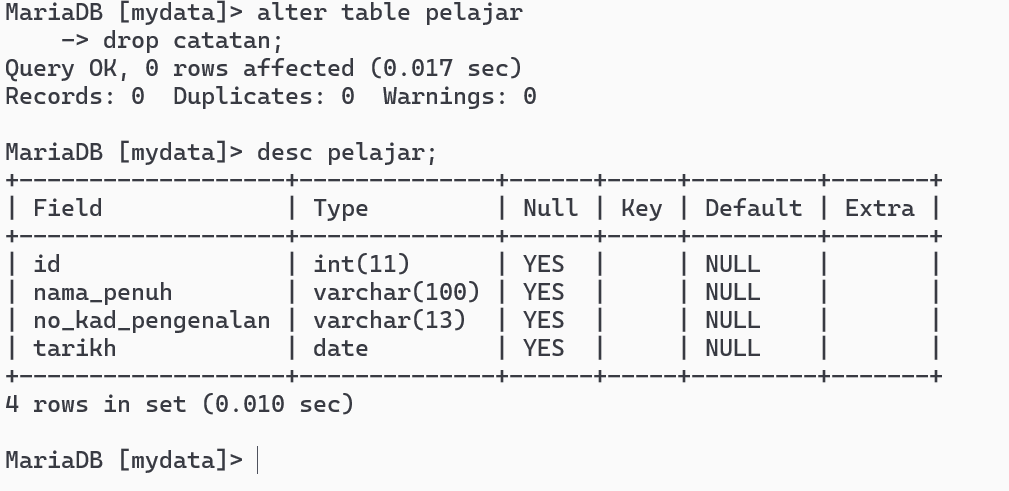 MariaDB [mydata]> alter table pelajar
    -> drop catatan;
Query OK, 0 rows affected (0.017 sec)
Records: 0  Duplicates: 0  Warnings: 0

MariaDB [mydata]> desc pelajar;
+-------------------+--------------+------+-----+---------+-------+
| Field             | Type         | Null | Key | Default | Extra |
+-------------------+--------------+------+-----+---------+-------+
| id                | int(11)      | YES  |     | NULL    |       |
| nama_penuh        | varchar(100) | YES  |     | NULL    |       |
| no_kad_pengenalan | varchar(13)  | YES  |     | NULL    |       |
| tarikh            | date         | YES  |     | NULL    |       |
+-------------------+--------------+------+-----+---------+-------+
4 rows in set (0.010 sec)

MariaDB [mydata]>